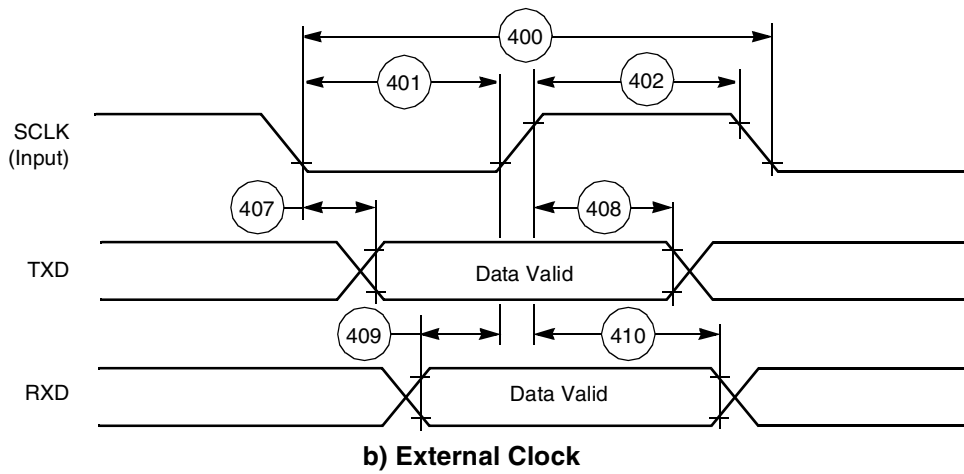 400
401
402
SCLK
(Input)
407
408
TXD
Data Valid
409
410
RXD
Data Valid
b) External Clock